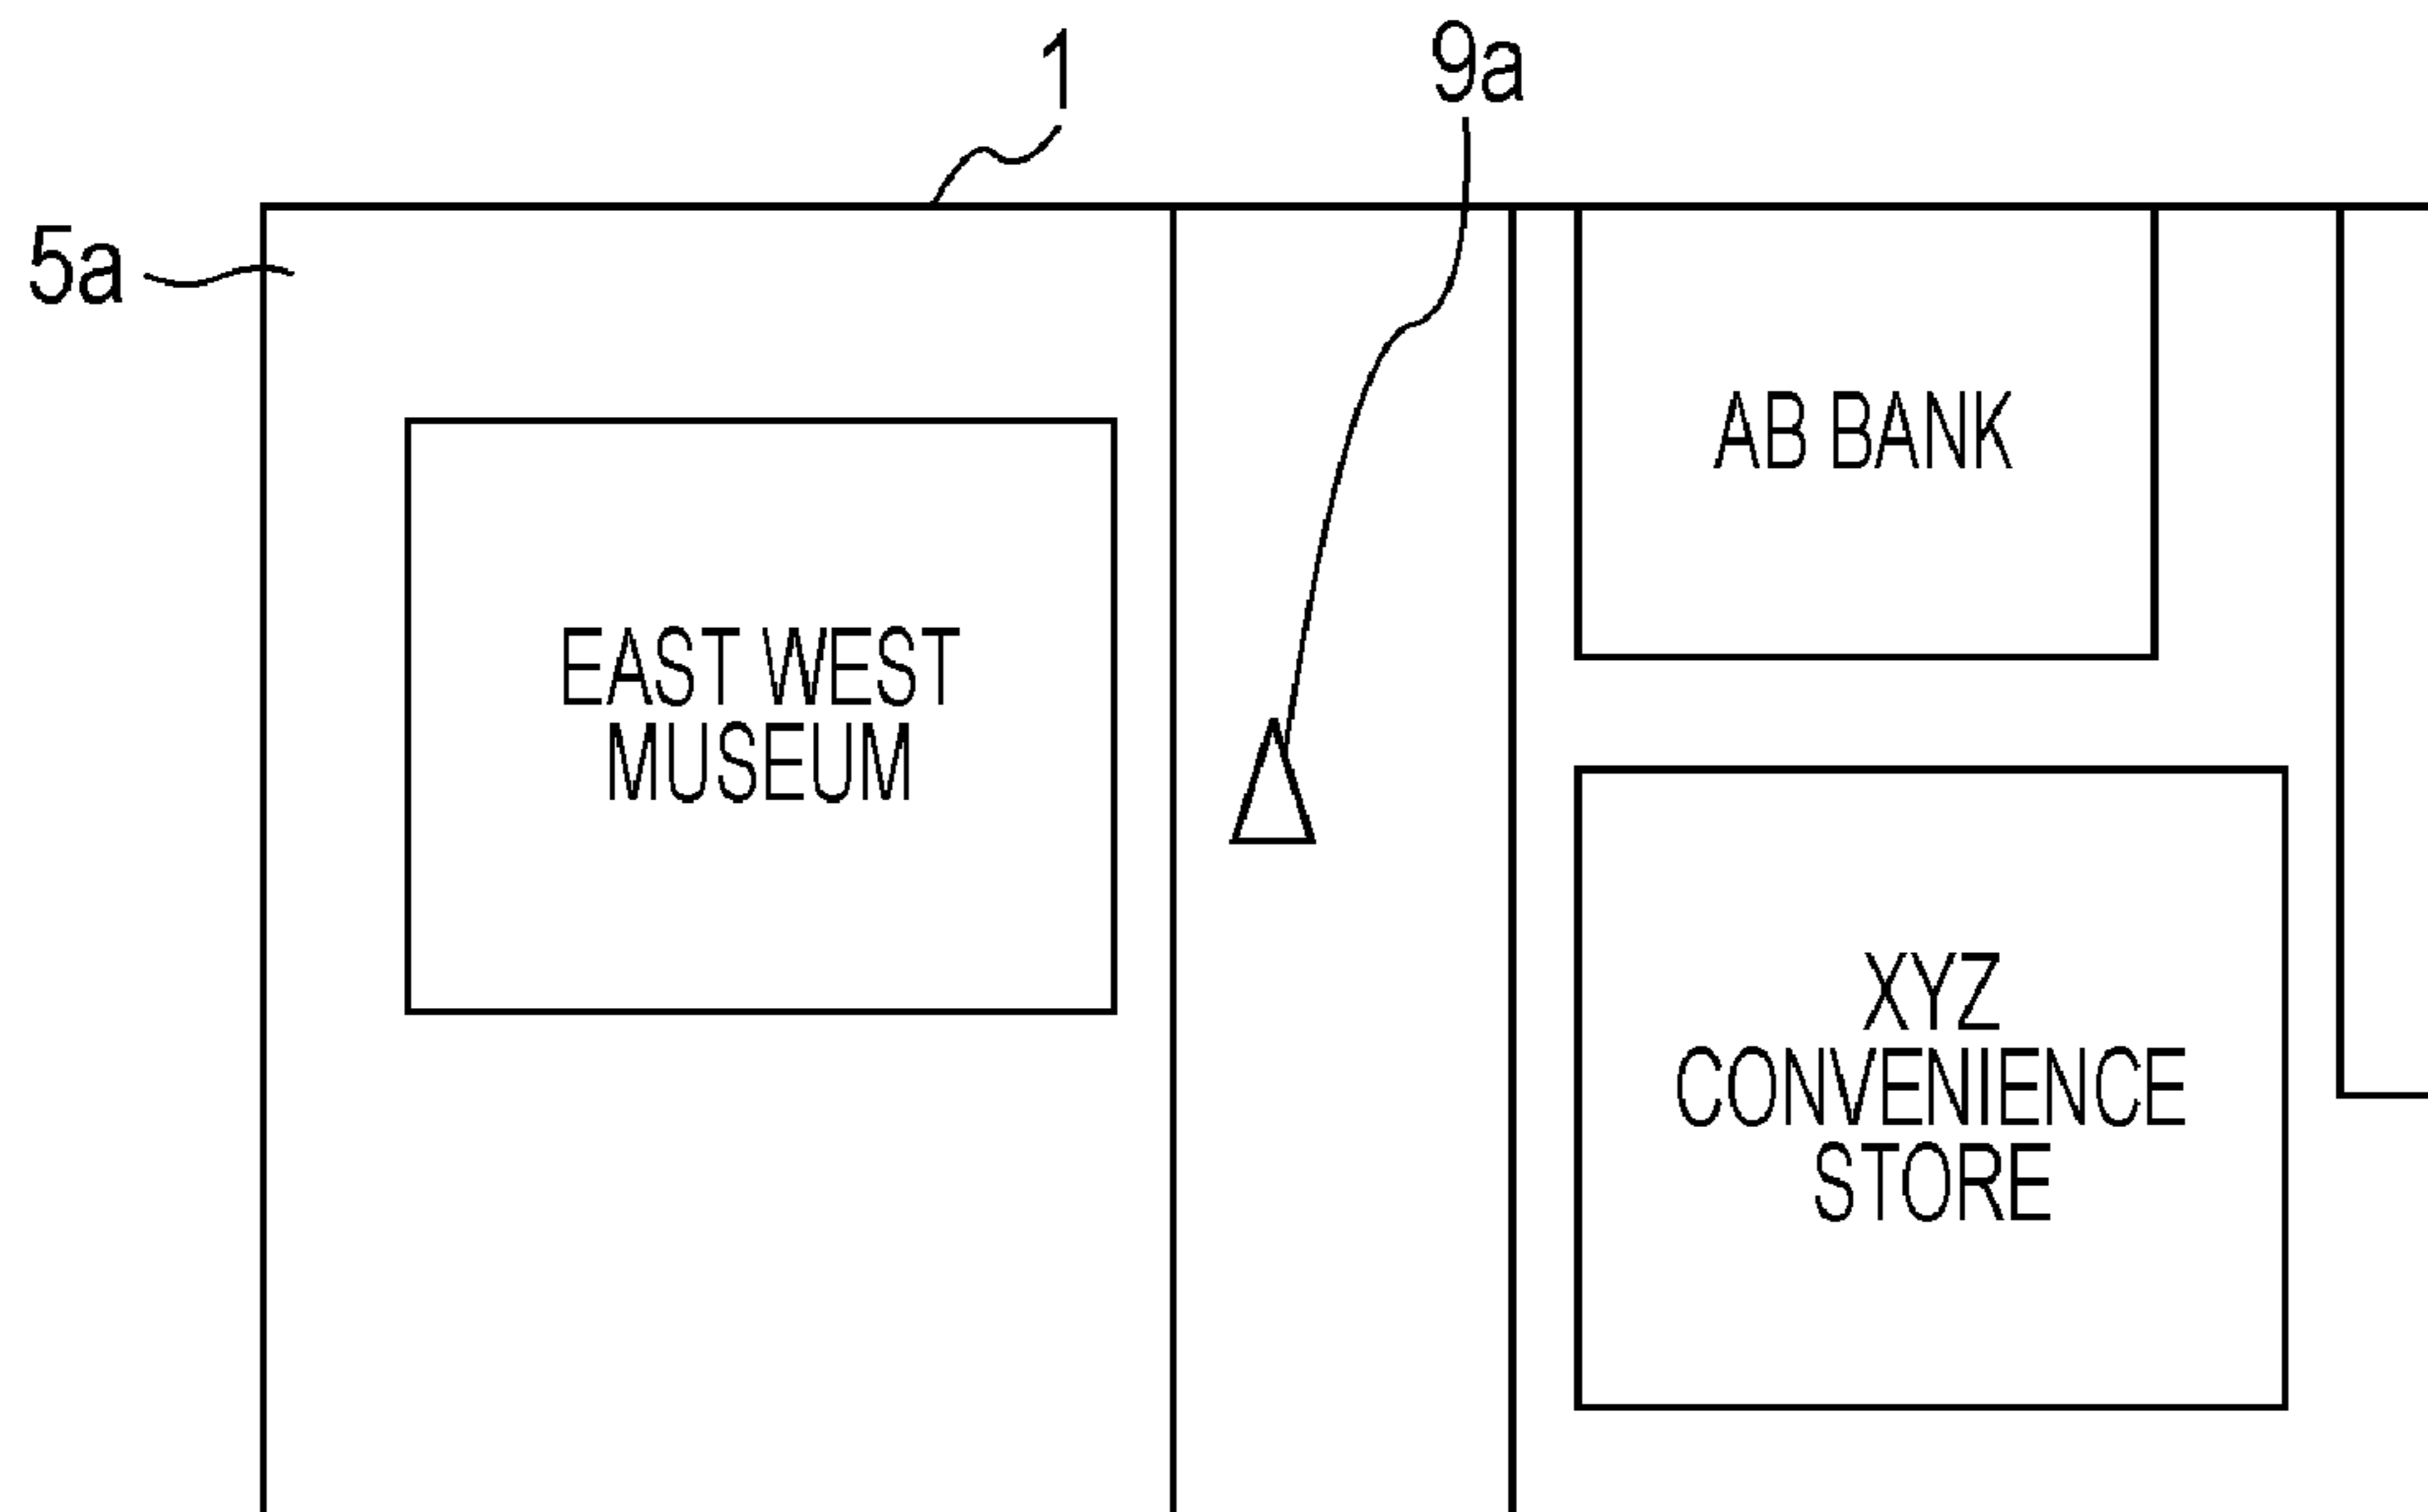 1
9a
5a
AB BANK
EAST WEST
MUSEUM
XYZ
CONVENIENCE
STORE